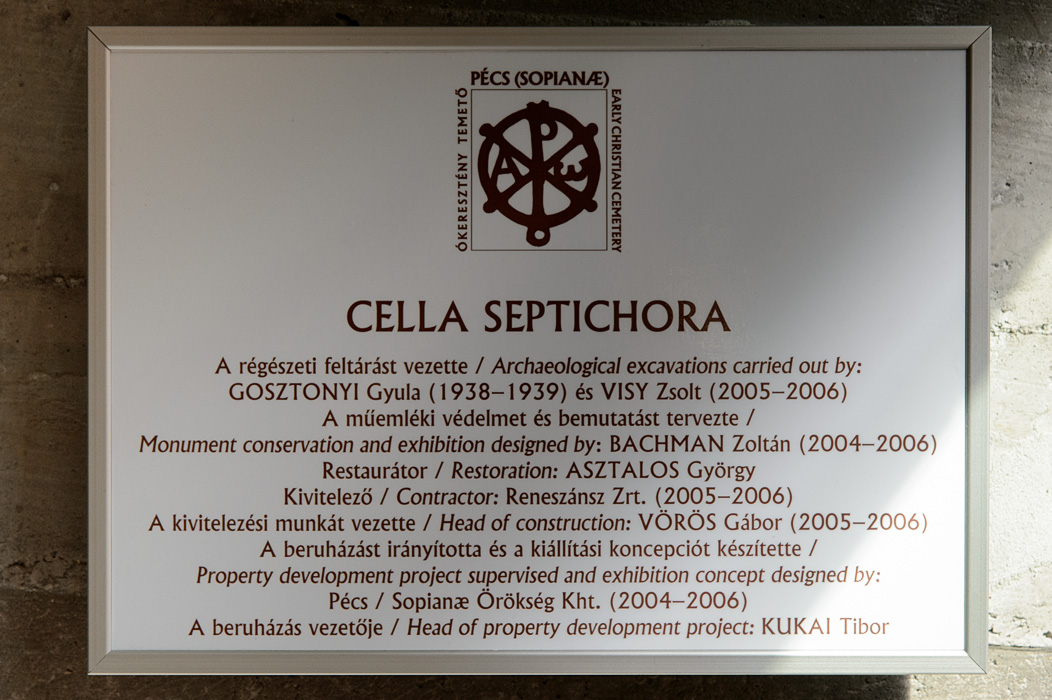 PÉCS (SOPIANÆ)
ÓKERESZTÉNY TEMETŐ
EARLY CHRISTIAN CEMETERY
A P ω
CELLA SEPTICHORA
A régészeti feltárást vezette / Archaeological excavations carried out by:
GOSZTONYI Gyula (1938–1939) és VISY Zsolt (2005–2006)
A műemléki védelmet és bemutatást tervezte /
Monument conservation and exhibition designed by: BACHMAN Zoltán (2004–2006)
Restaurátor / Restoration: ASZTALOS György
Kivitelező / Contractor: Reneszánsz Zrt. (2005–2006)
A kivitelezési munkát vezette / Head of construction: VÖRÖS Gábor (2005–2006)
A beruházást irányította és a kiállítási koncepciót készítette /
Property development project supervised and exhibition concept designed by:
Pécs / Sopianæ Örökség Kht. (2004–2006)
A beruházás vezetője / Head of property development project: KUKAI Tibor